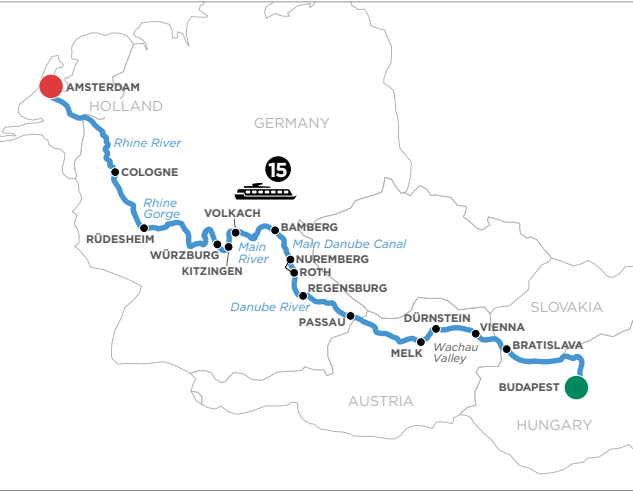 AMSTERDAM
HOLLAND
GERMANY
Rhine River
15
COLOGNE
Rhine
Gorge
VOLKACH
BAMBERG
RÜDESHEIM
WÜRZBURG
Main
River
Main Danube Canal
KITZINGEN
NUREMBERG
ROTH
REGENSBURG
Danube River
SLOVAKIA
PASSAU
DÜRNSTEIN
VIENNA
MELK
Wachau
Valley
BRATISLAVA
BUDAPEST
AUSTRIA
HUNGARY